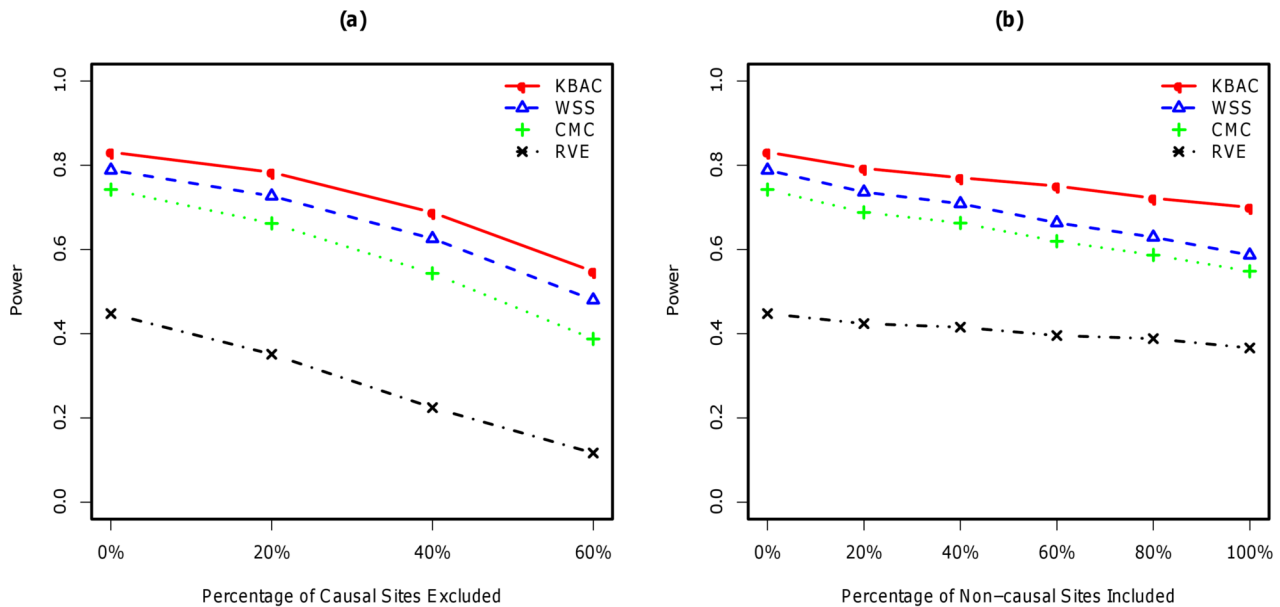 (a)
KBAC
WSS
CMC
RVE
Power
1.0
0.8
0.6
0.4
0.2
0.0
0% 20% 40% 60%
Percentage of Causal Sites Excluded
(b)
KBAC
WSS
CMC
RVE
Power
1.0
0.8
0.6
0.4
0.2
0.0
0% 20% 40% 60% 80% 100%
Percentage of Non−causal Sites Included